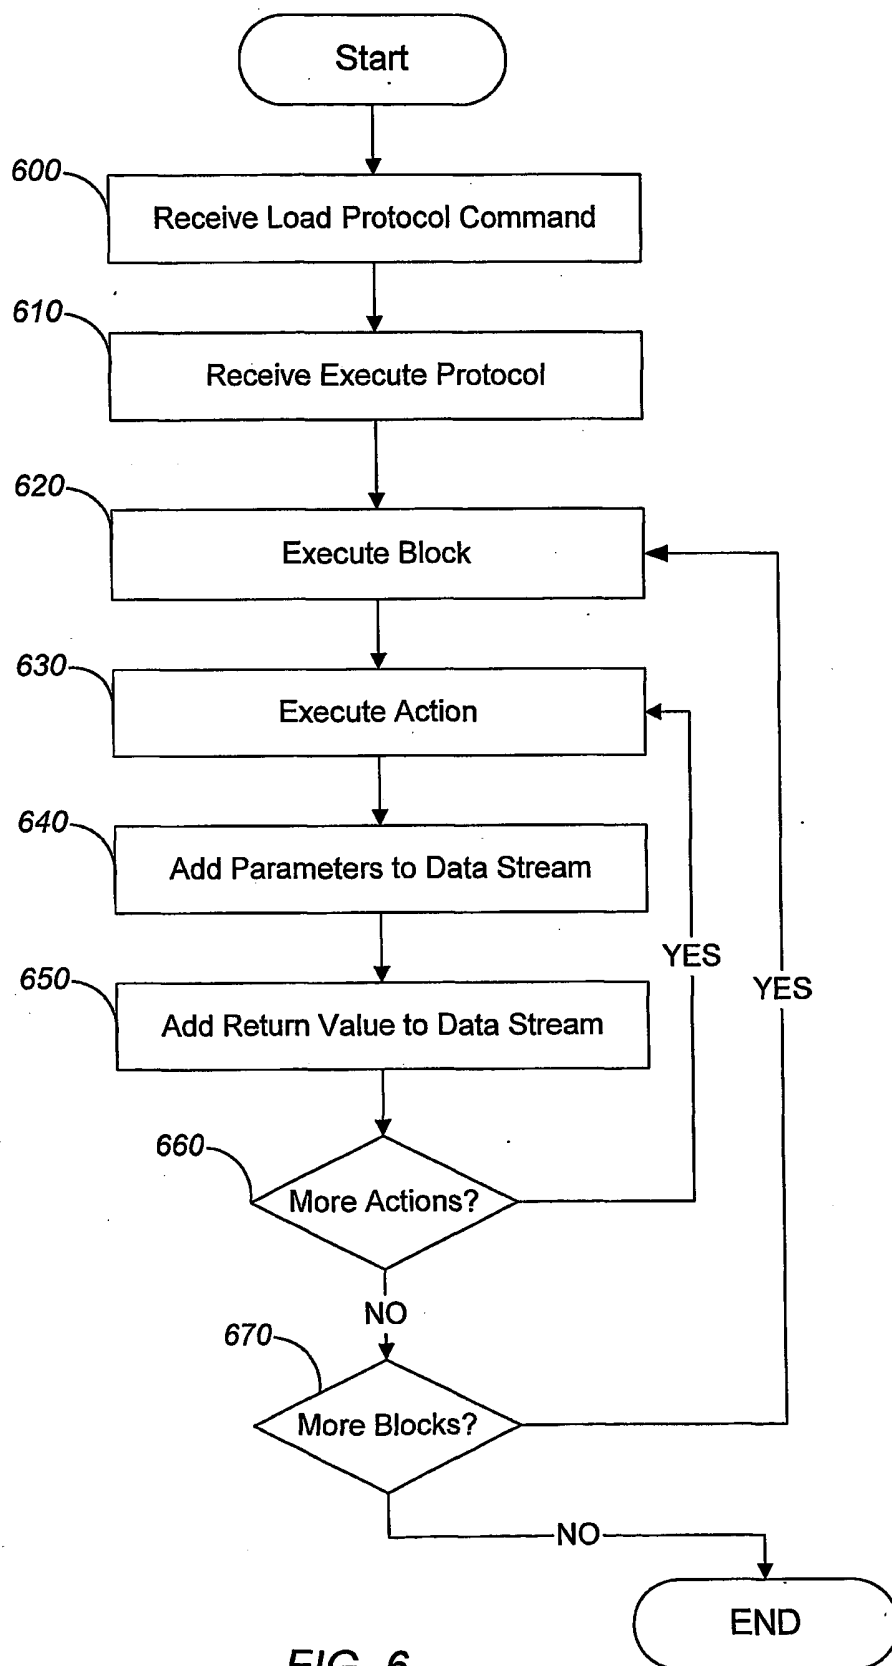 Start
600
Receive Load Protocol Command
610
Receive Execute Protocol
620
Execute Block
630
Execute Action
640
Add Parameters to Data Stream
650
Add Return Value to Data Stream
YES
YES
660
More Actions?
NO
670
More Blocks?
NO
END
FIG. 6